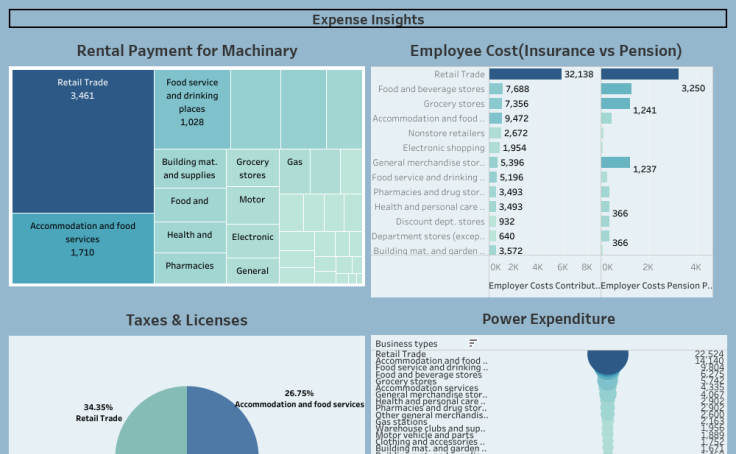 Expense Insights
Rental Payment for Machinary
Retail Trade
3,461
Food service
and drinking
places
1,028
Building mat.
and supplies
Grocery
stores
Gas
Food and
Motor
Accommodation and food
services
1,710
Health and
Electronic
Pharmacies
General
Employee Cost(Insurance vs Pension)
Retail Trade 32,138
Food and beverage stores 7,688 3,250
Grocery stores 7,356 1,241
Accommodation and food .. 9,472
Nonstore retailers 2,672
Electronic shopping 1,954
General merchandise stor.. 5,396 1,237
Food service and drinking .. 5,196
Pharmacies and drug stor.. 3,493
Health and personal care .. 3,493 366
Discount dept. stores 932
Department stores (excep.. 640 366
Building mat. and garden .. 3,572
0K 2K 4K 6K 8K 0K 2K 4K
Employer Costs Contribut.. Employer Costs Pension P..
Taxes & Licenses
34.35%
Retail Trade
26.75%
Accommodation and food services
Power Expenditure
Business types
Retail Trade 22,524
Accommodation and food .. 14,140
Food service and drinking .. 9,804
Food and beverage stores 6,275
Grocery stores 5,742
Accommodation services 4,335
General merchandise stor.. 4,067
Health and personal care .. 2,902
Pharmacies and drug stor.. 2,902
Other general merchandis.. 2,600
Gas stations 2,163
Warehouse clubs and sup.. 1,956
Motor vehicle and parts 1,889
Clothing and accessories .. 1,752
Building mat. and garden .. 1,671